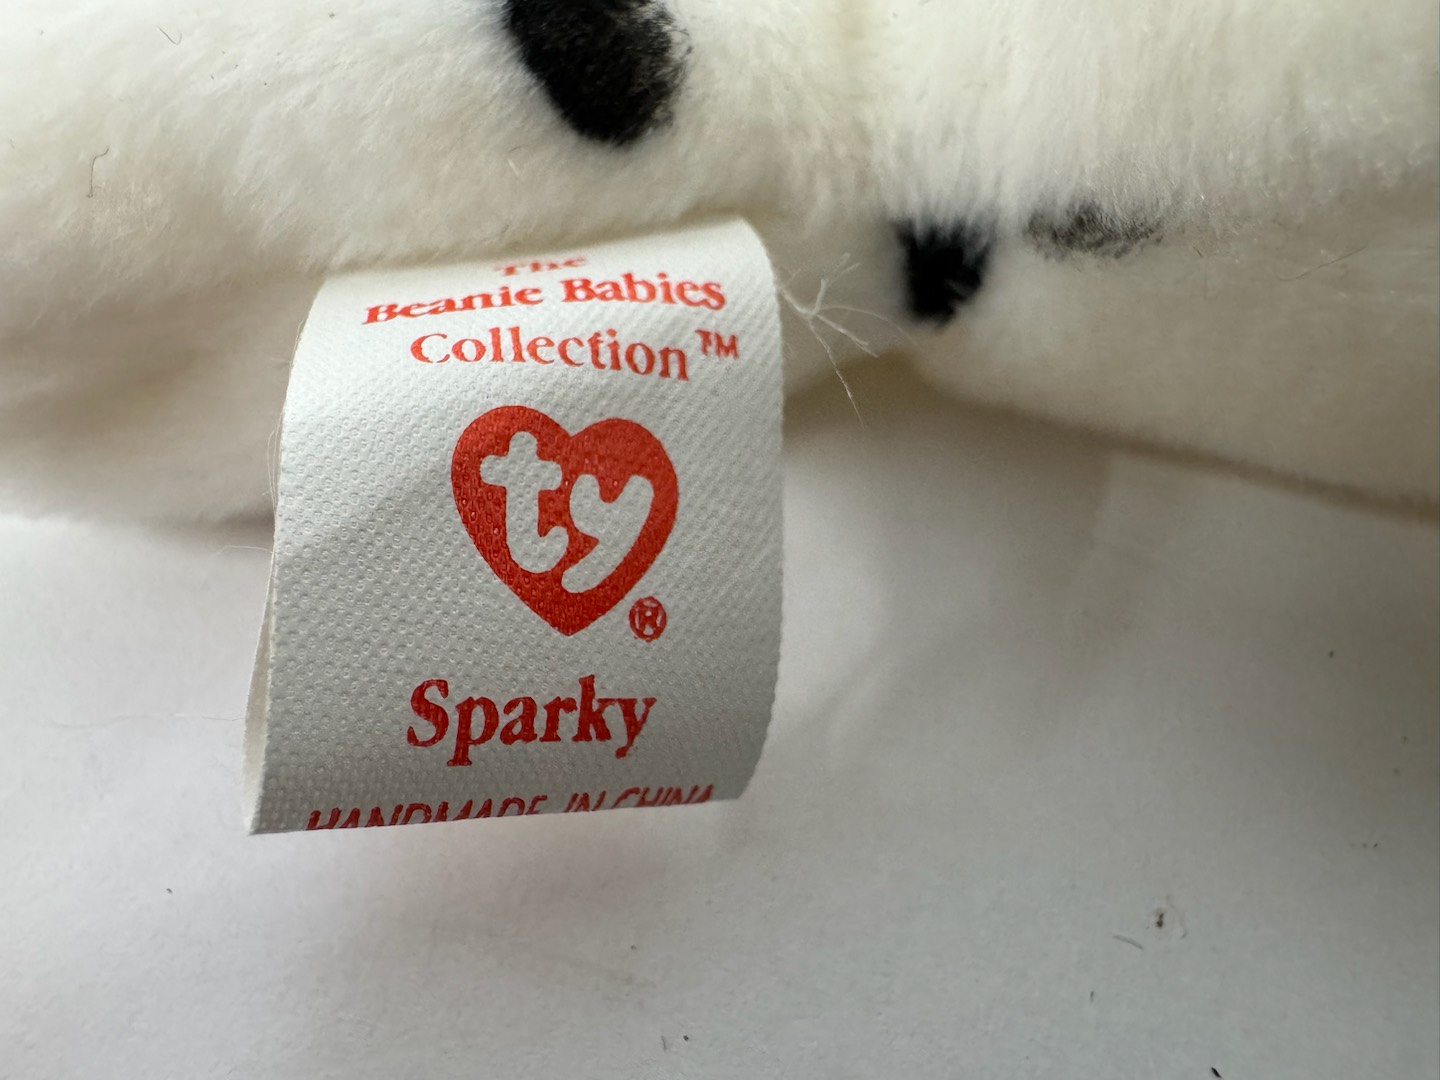 The
Beanie Babies
Collection™
ty®
Sparky
HANDMADE IN CHINA